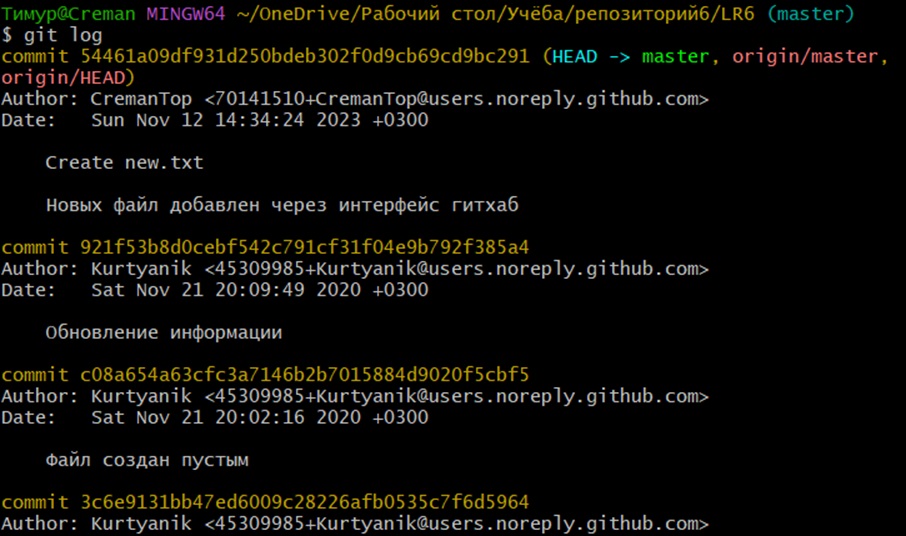 Тимур@Creman MINGW64 ~/OneDrive/Рабочий стол/Учёба/репозиторий6/LR6 (master)
$ git log
commit 54461a09df931d250bdeb302f0d9cb69cd9bc291 (HEAD -> master, origin/master,
origin/HEAD)
Author: CremanTop <70141510+CremanTop@users.noreply.github.com>
Date:   Sun Nov 12 14:34:24 2023 +0300
Create new.txt
Новых файл добавлен через интерфейс гитхаб
commit 921f53b8d0cebf542c791cf31f04e9b792f385a4
Author: Kurtyanik <45309985+Kurtyanik@users.noreply.github.com>
Date:   Sat Nov 21 20:09:49 2020 +0300
Обновление информации
commit c08a654a63cfc3a7146b2b7015884d9020f5cbf5
Author: Kurtyanik <45309985+Kurtyanik@users.noreply.github.com>
Date:   Sat Nov 21 20:02:16 2020 +0300
Файл создан пустым
commit 3c6e9131bb47ed6009c28226afb0535c7f6d5964
Author: Kurtyanik <45309985+Kurtyanik@users.noreply.github.com>